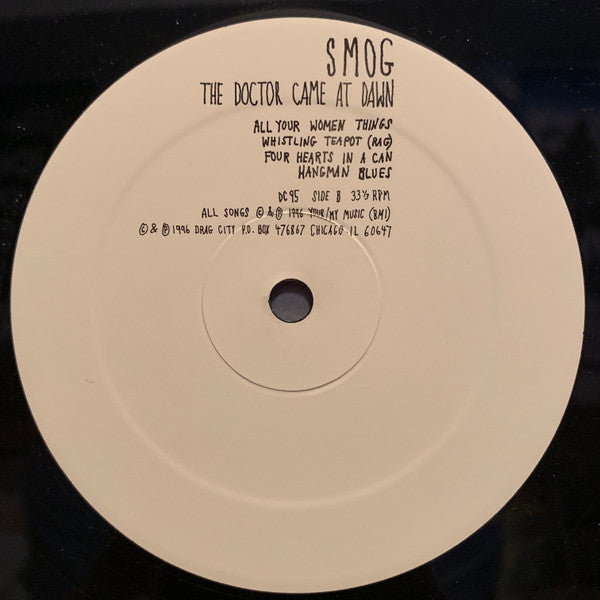 SMOG
THE DOCTOR CAME AT DAWN
ALL YOUR WOMEN THINGS
WHISTLING TEAPOT (RAG)
FOUR HEARTS IN A CAN
HANGMAN BLUES
DC95 SIDE B 33⅓ RPM
ALL SONGS © & ℗ 1996 YOUR/MY MUSIC (BMI)
© & ℗ 1996 DRAG CITY P.O. BOX 476867 CHICAGO IL 60647